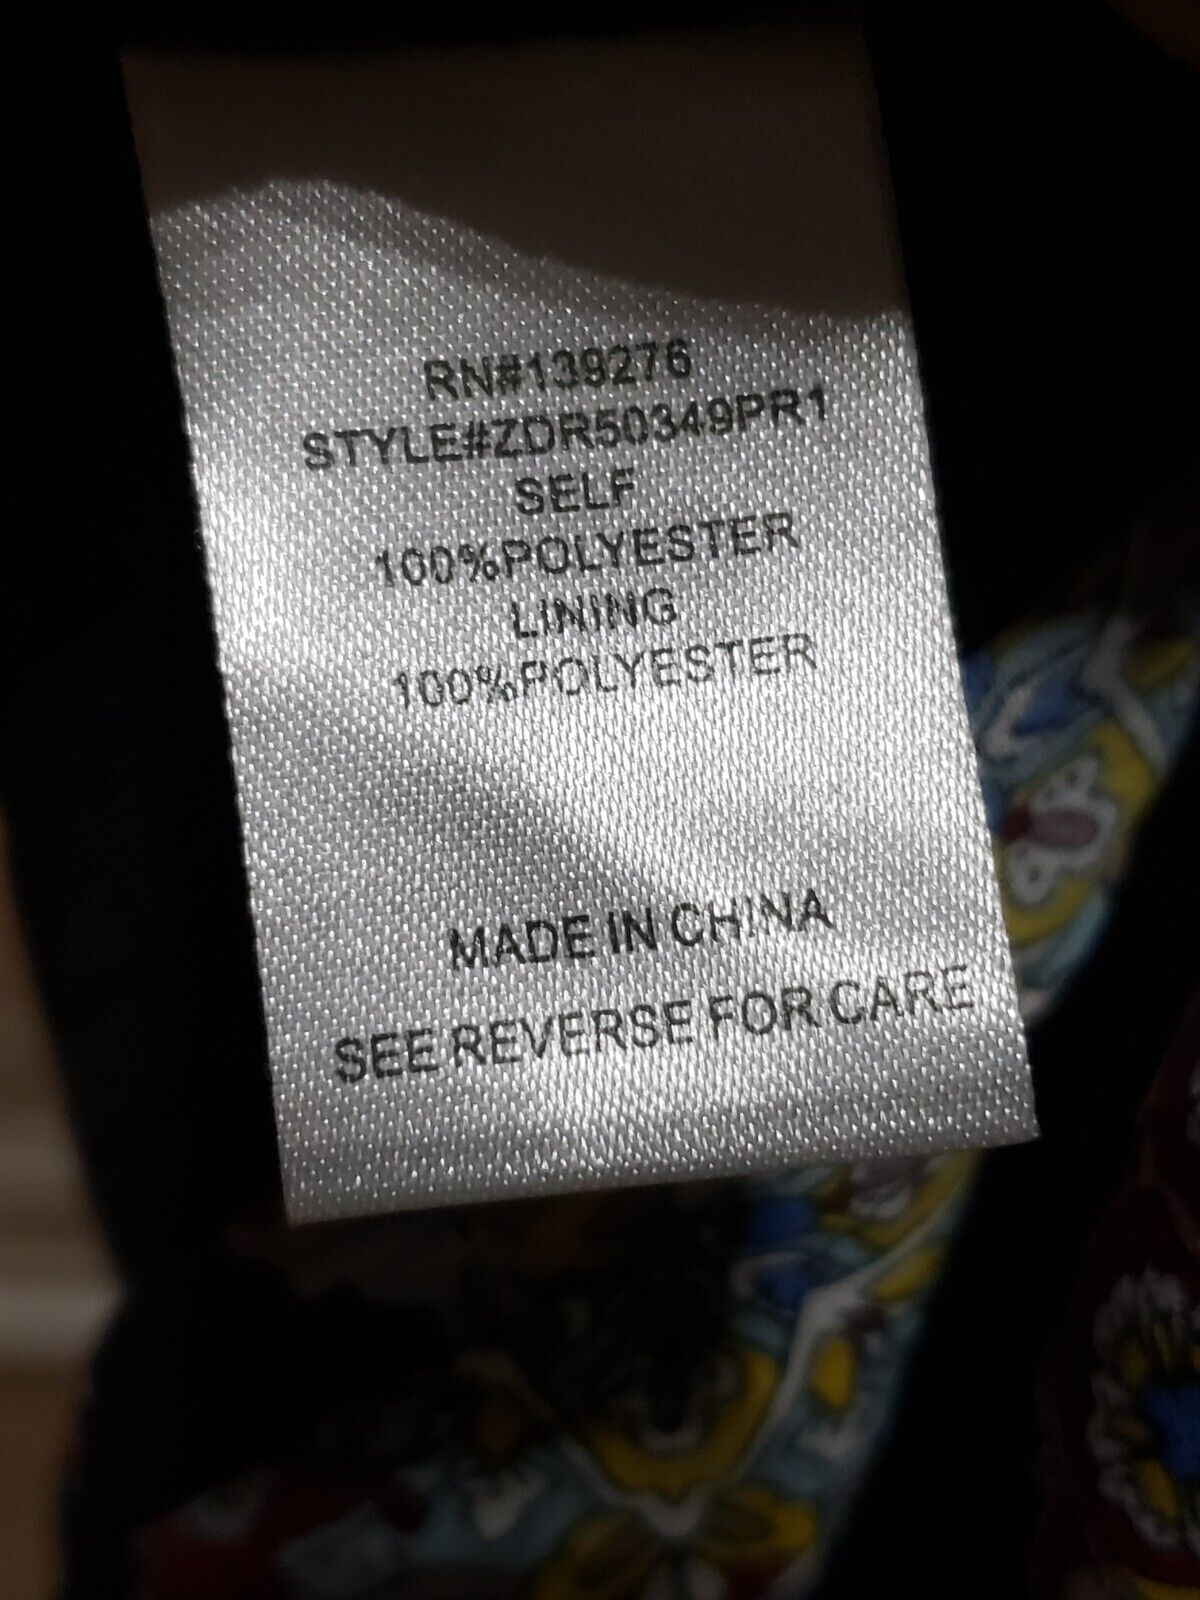 RN#139276
STYLE#ZDR50349PR1
SELF
100%POLYESTER
LINING
100%POLYESTER
MADE IN CHINA
SEE REVERSE FOR CARE